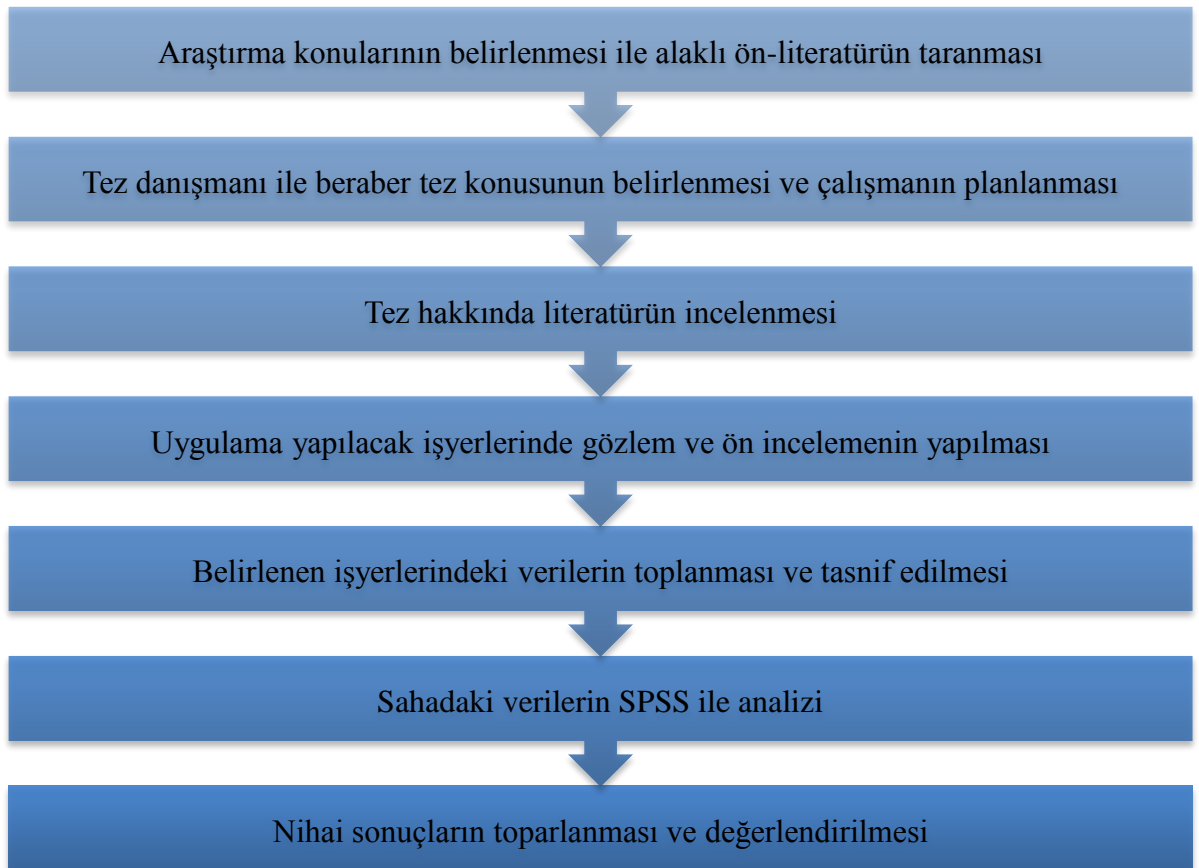 Araştırma konularının belirlenmesi ile alaklı ön-literatürün taranması
Tez danışmanı ile beraber tez konusunun belirlenmesi ve çalışmanın planlanması
Tez hakkında literatürün incelenmesi
Uygulama yapılacak işyerlerinde gözlem ve ön incelemenin yapılması
Belirlenen işyerlerindeki verilerin toplanması ve tasnif edilmesi
Sahadaki verilerin SPSS ile analizi
Nihai sonuçların toparlanması ve değerlendirilmesi